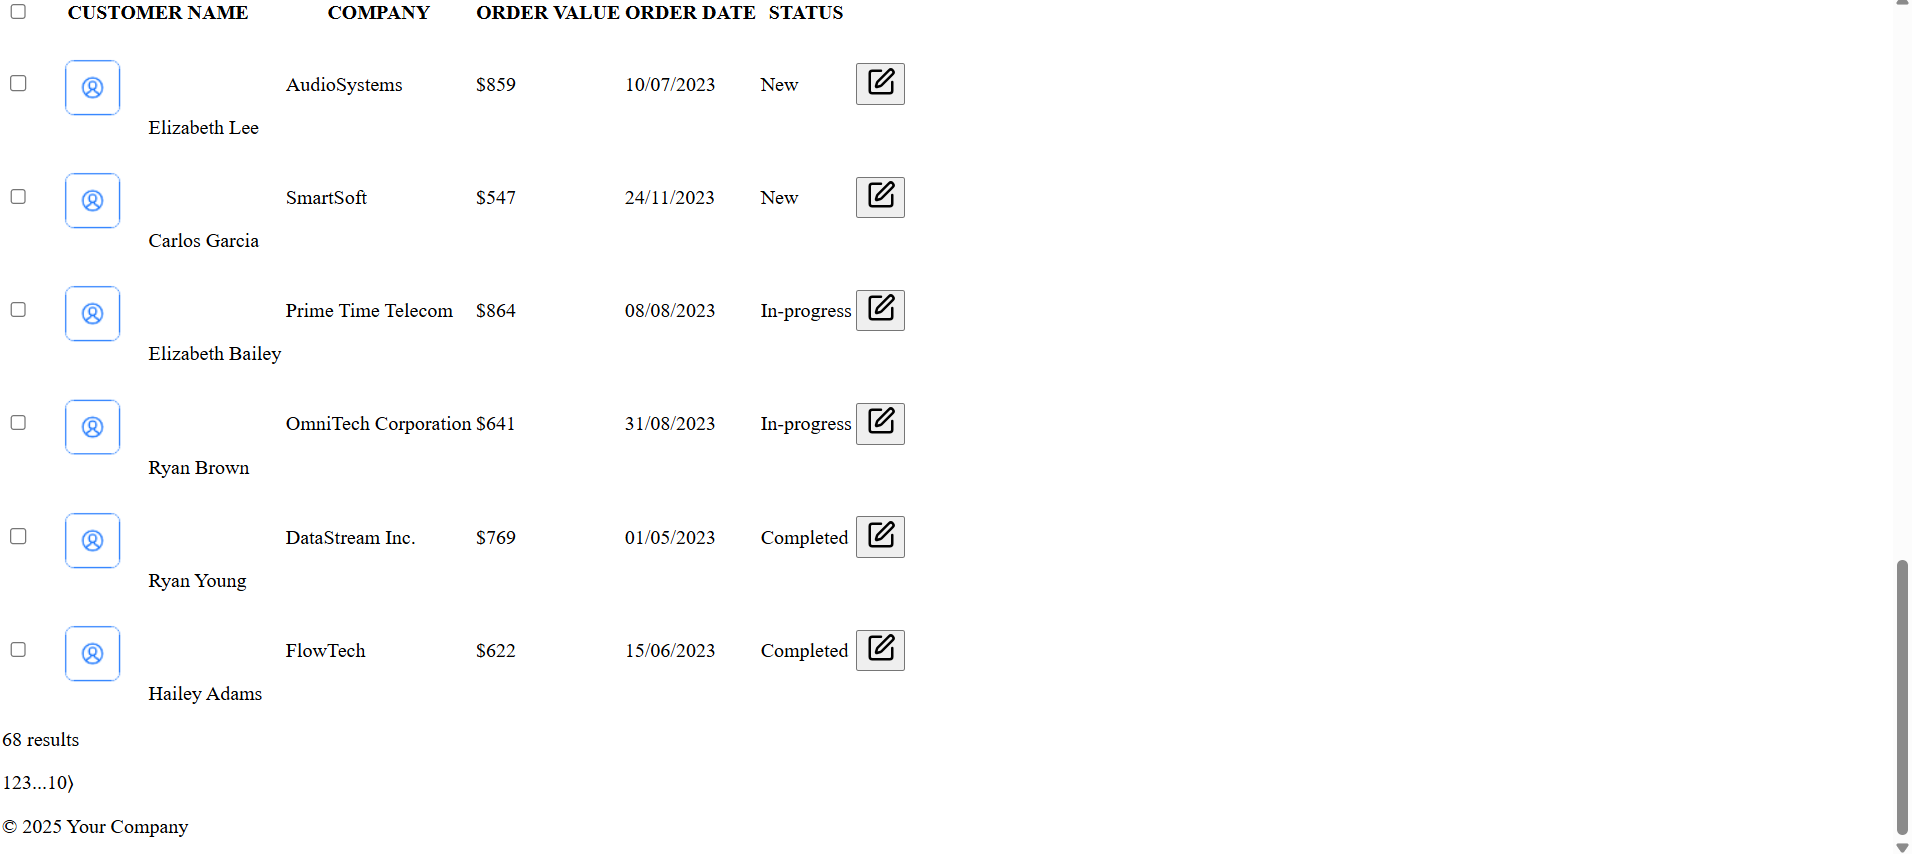 CUSTOMER NAME COMPANY ORDER VALUE ORDER DATE STATUS
AudioSystems $859 10/07/2023 New
Elizabeth Lee
SmartSoft $547 24/11/2023 New
Carlos Garcia
Prime Time Telecom $864 08/08/2023 In-progress
Elizabeth Bailey
OmniTech Corporation $641 31/08/2023 In-progress
Ryan Brown
DataStream Inc. $769 01/05/2023 Completed
Ryan Young
FlowTech $622 15/06/2023 Completed
Hailey Adams
68 results
123...10⟩
© 2025 Your Company